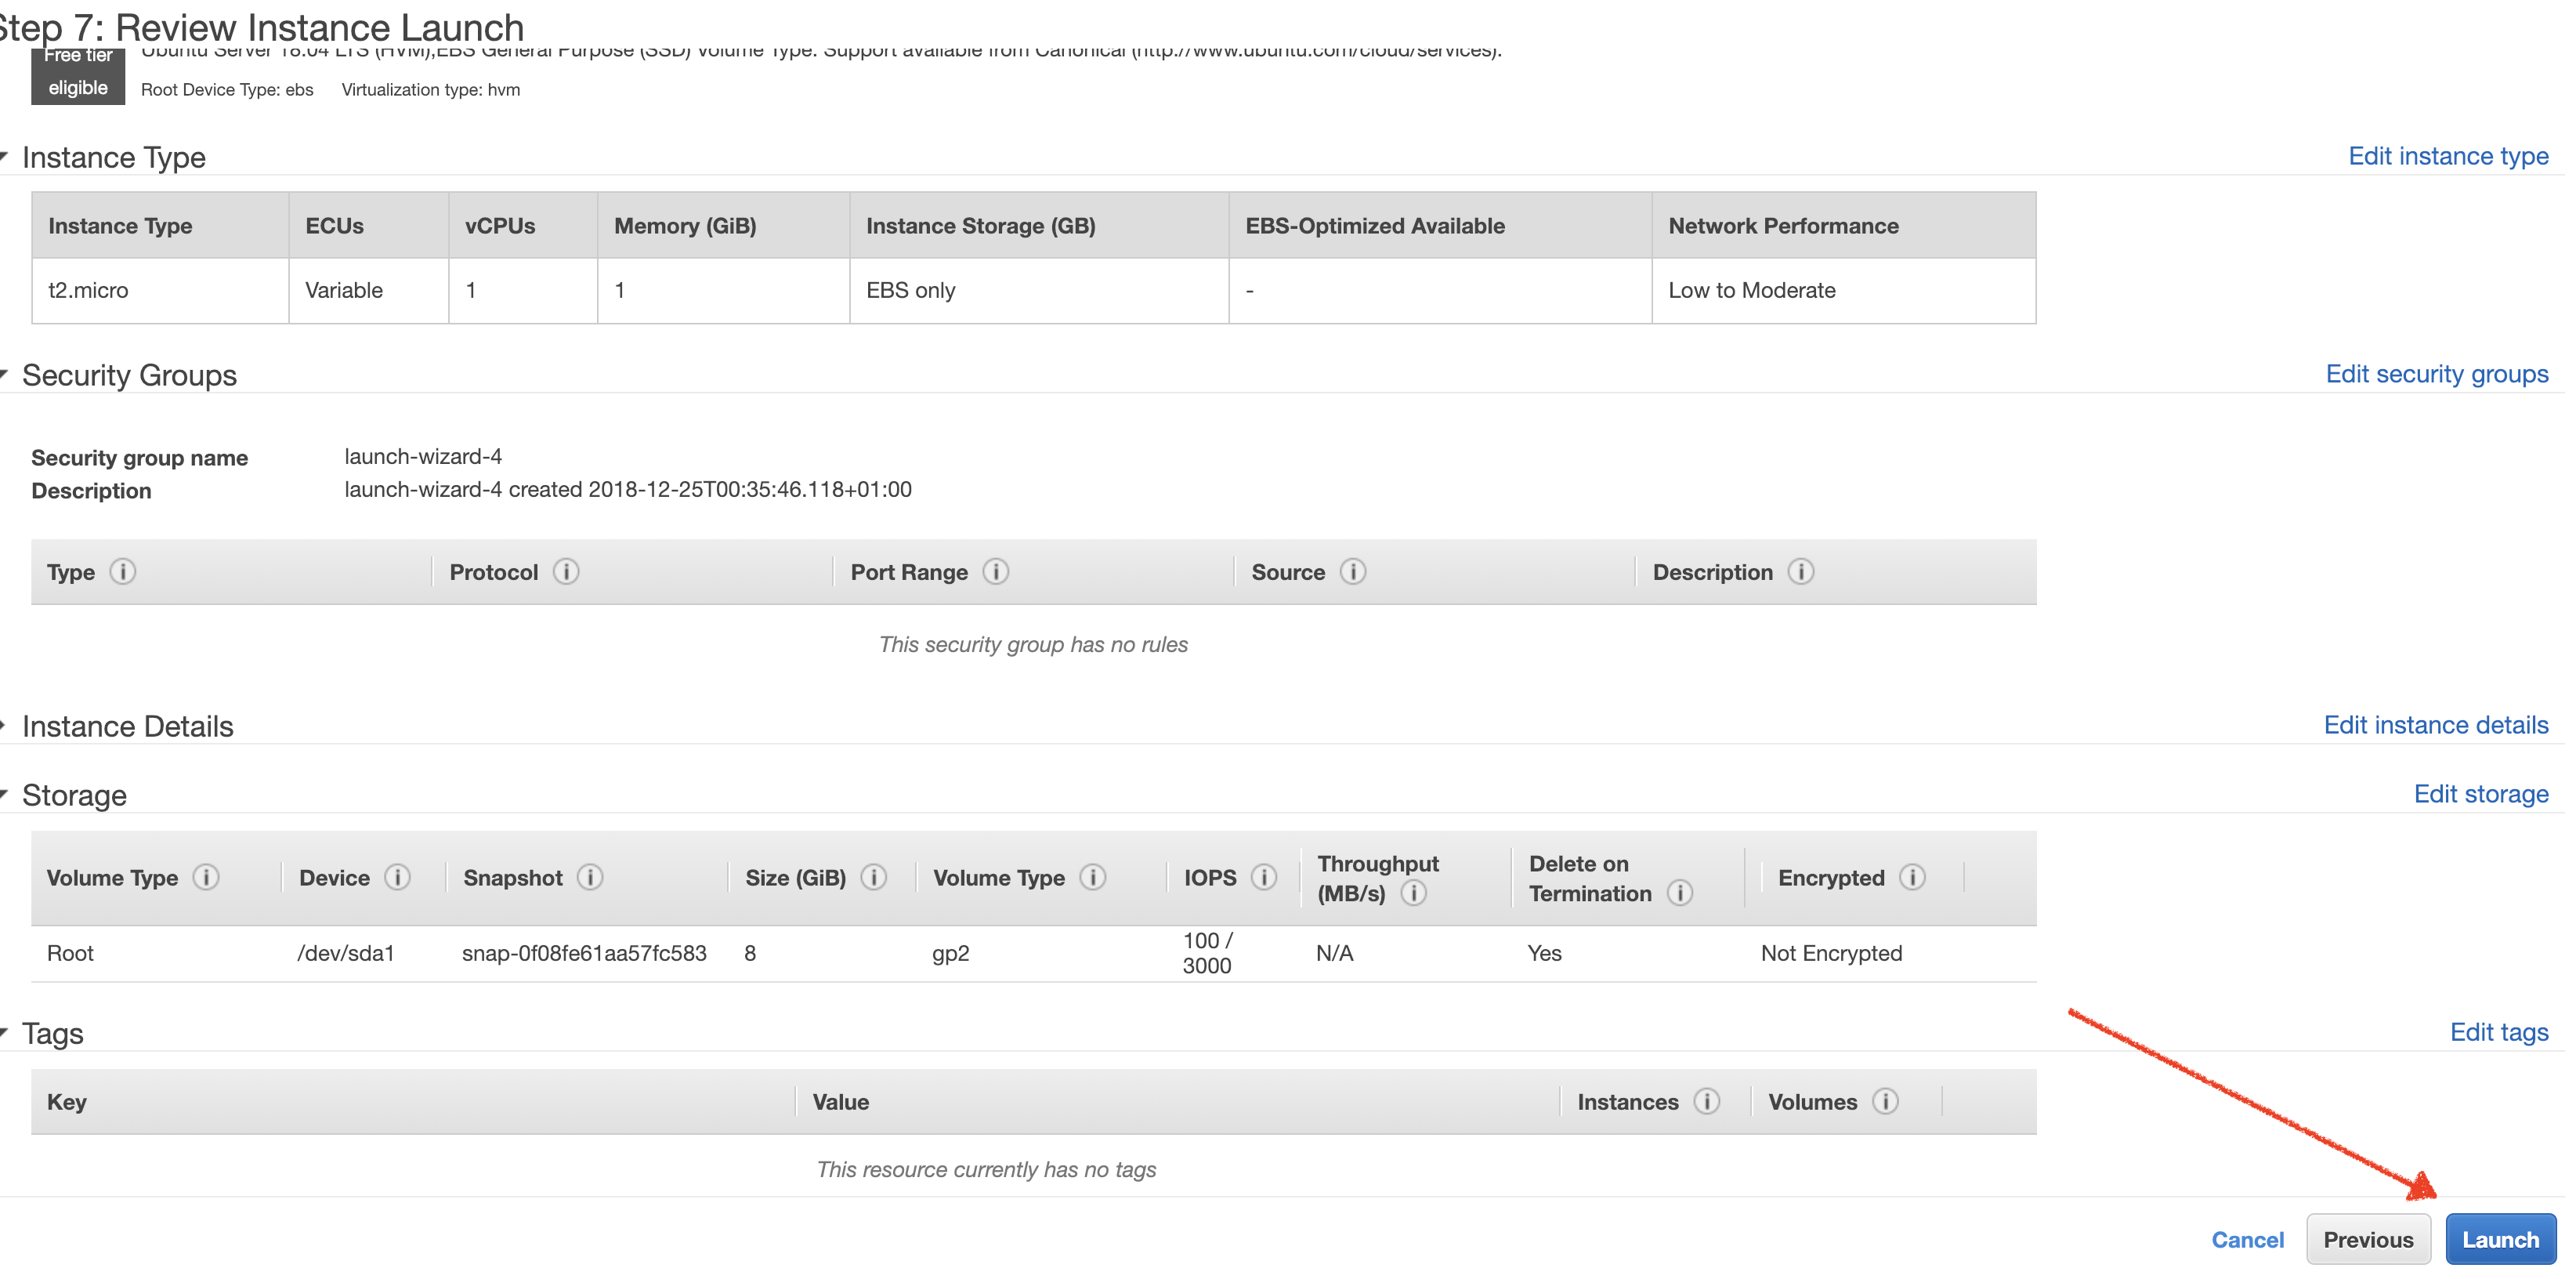 Step 7: Review Instance Launch
Free tier eligible
Ubuntu Server 18.04 LTS (HVM),EBS General Purpose (SSD) Volume Type. Support available from Canonical (http://www.ubuntu.com/cloud/services).
Root Device Type: ebs Virtualization type: hvm
Instance Type Edit instance type
Instance Type ECUs vCPUs Memory (GiB) Instance Storage (GB) EBS-Optimized Available Network Performance
t2.micro Variable 1 1 EBS only - Low to Moderate
Security Groups Edit security groups
Security group name launch-wizard-4
Description launch-wizard-4 created 2018-12-25T00:35:46.118+01:00
Type i Protocol i Port Range i Source i Description i
This security group has no rules
Instance Details Edit instance details
Storage Edit storage
Volume Type i Device i Snapshot i Size (GiB) i Volume Type i IOPS i Throughput (MB/s) i Delete on Termination i Encrypted i
Root /dev/sda1 snap-0f08fe61aa57fc583 8 gp2 100 / 3000 N/A Yes Not Encrypted
Tags Edit tags
Key Value Instances i Volumes i
This resource currently has no tags
Cancel Previous Launch